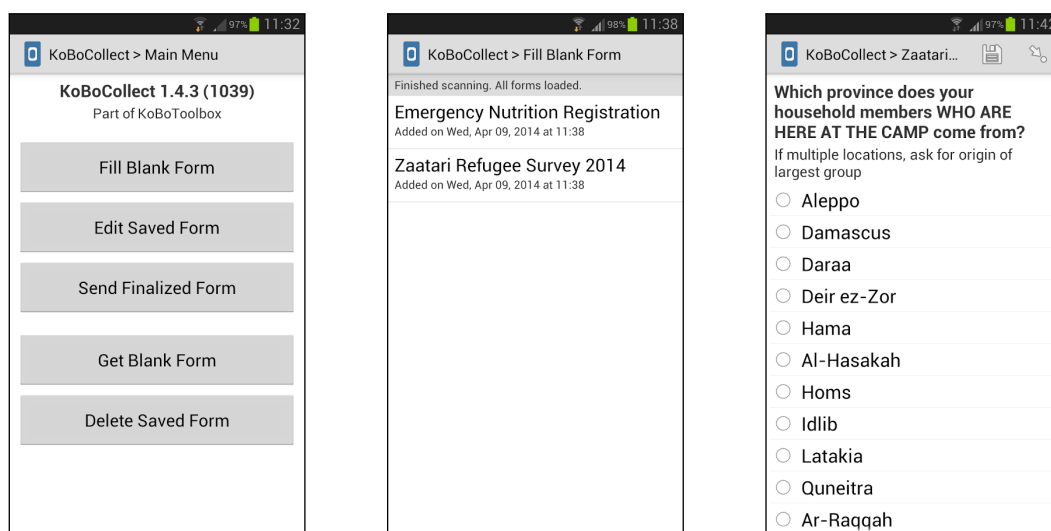 97% 11:32
KoBoCollect > Main Menu
KoBoCollect 1.4.3 (1039)
Part of KoBoToolbox
Fill Blank Form
Edit Saved Form
Send Finalized Form
Get Blank Form
Delete Saved Form
98% 11:38
KoBoCollect > Fill Blank Form
Finished scanning. All forms loaded.
Emergency Nutrition Registration
Added on Wed, Apr 09, 2014 at 11:38
Zaatari Refugee Survey 2014
Added on Wed, Apr 09, 2014 at 11:38
97% 11:42
KoBoCollect > Zaatari...
Which province does your
household members WHO ARE
HERE AT THE CAMP come from?
If multiple locations, ask for origin of
largest group
Aleppo
Damascus
Daraa
Deir ez-Zor
Hama
Al-Hasakah
Homs
Idlib
Latakia
Quneitra
Ar-Raqqah